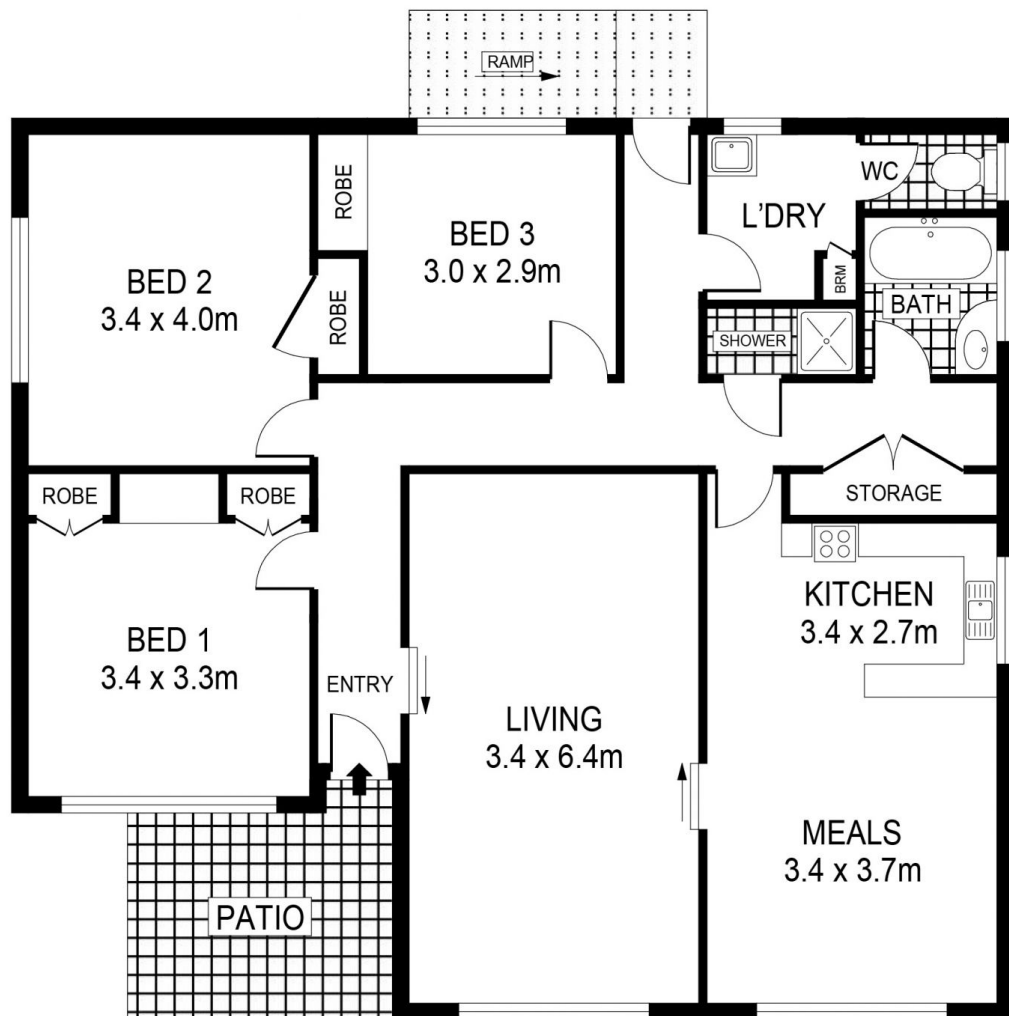 RAMP
WC
ROBE
L'DRY
BED 3
3.0 x 2.9m
BED 2
3.4 x 4.0m
BRM
ROBE
BATH
SHOWER
ROBE
ROBE
STORAGE
KITCHEN
3.4 x 2.7m
BED 1
3.4 x 3.3m
ENTRY
LIVING
3.4 x 6.4m
MEALS
3.4 x 3.7m
PATIO